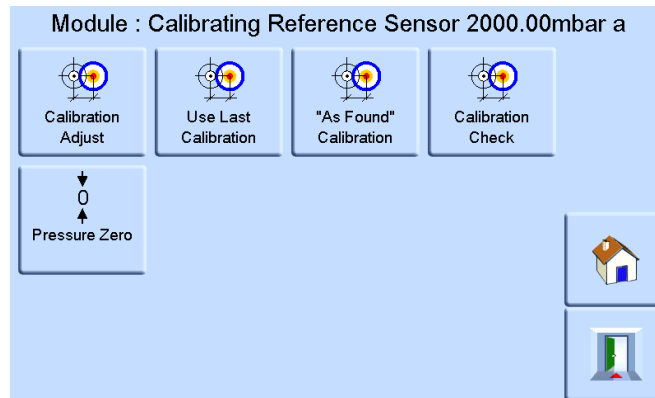 Module : Calibrating Reference Sensor 2000.00mbar a
Calibration
Adjust
Use Last
Calibration
"As Found"
Calibration
Calibration
Check
0
Pressure Zero